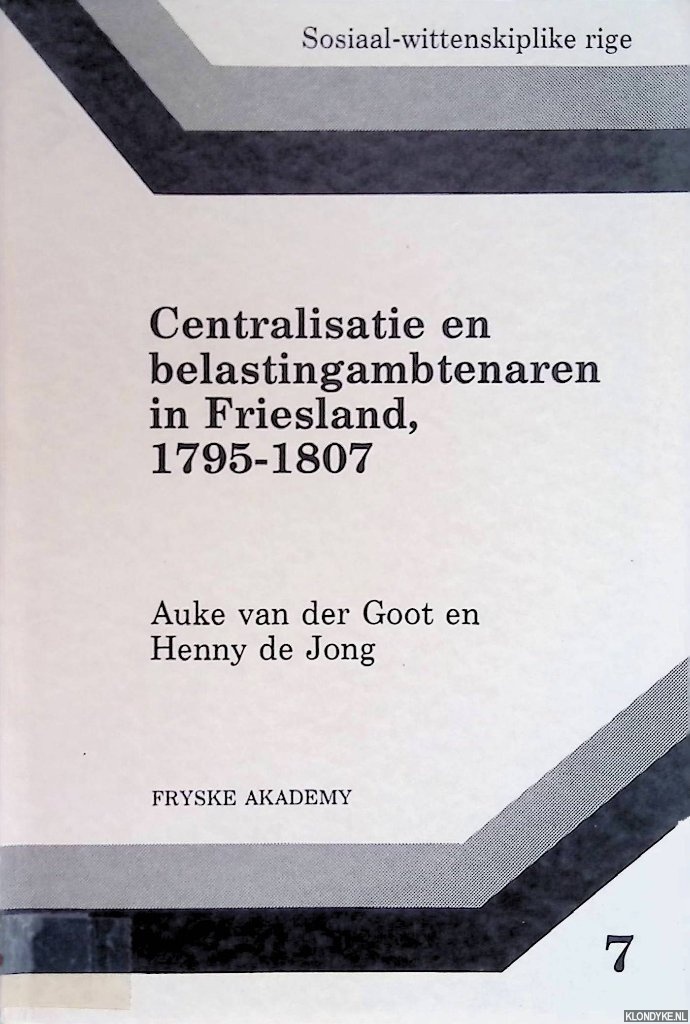 Sosiaal-wittenskiplike rige
Centralisatie en
belastingambtenaren
in Friesland,
1795-1807
Auke van der Goot en
Henny de Jong
FRYSKE AKADEMY
7
KLONDYKE.NL